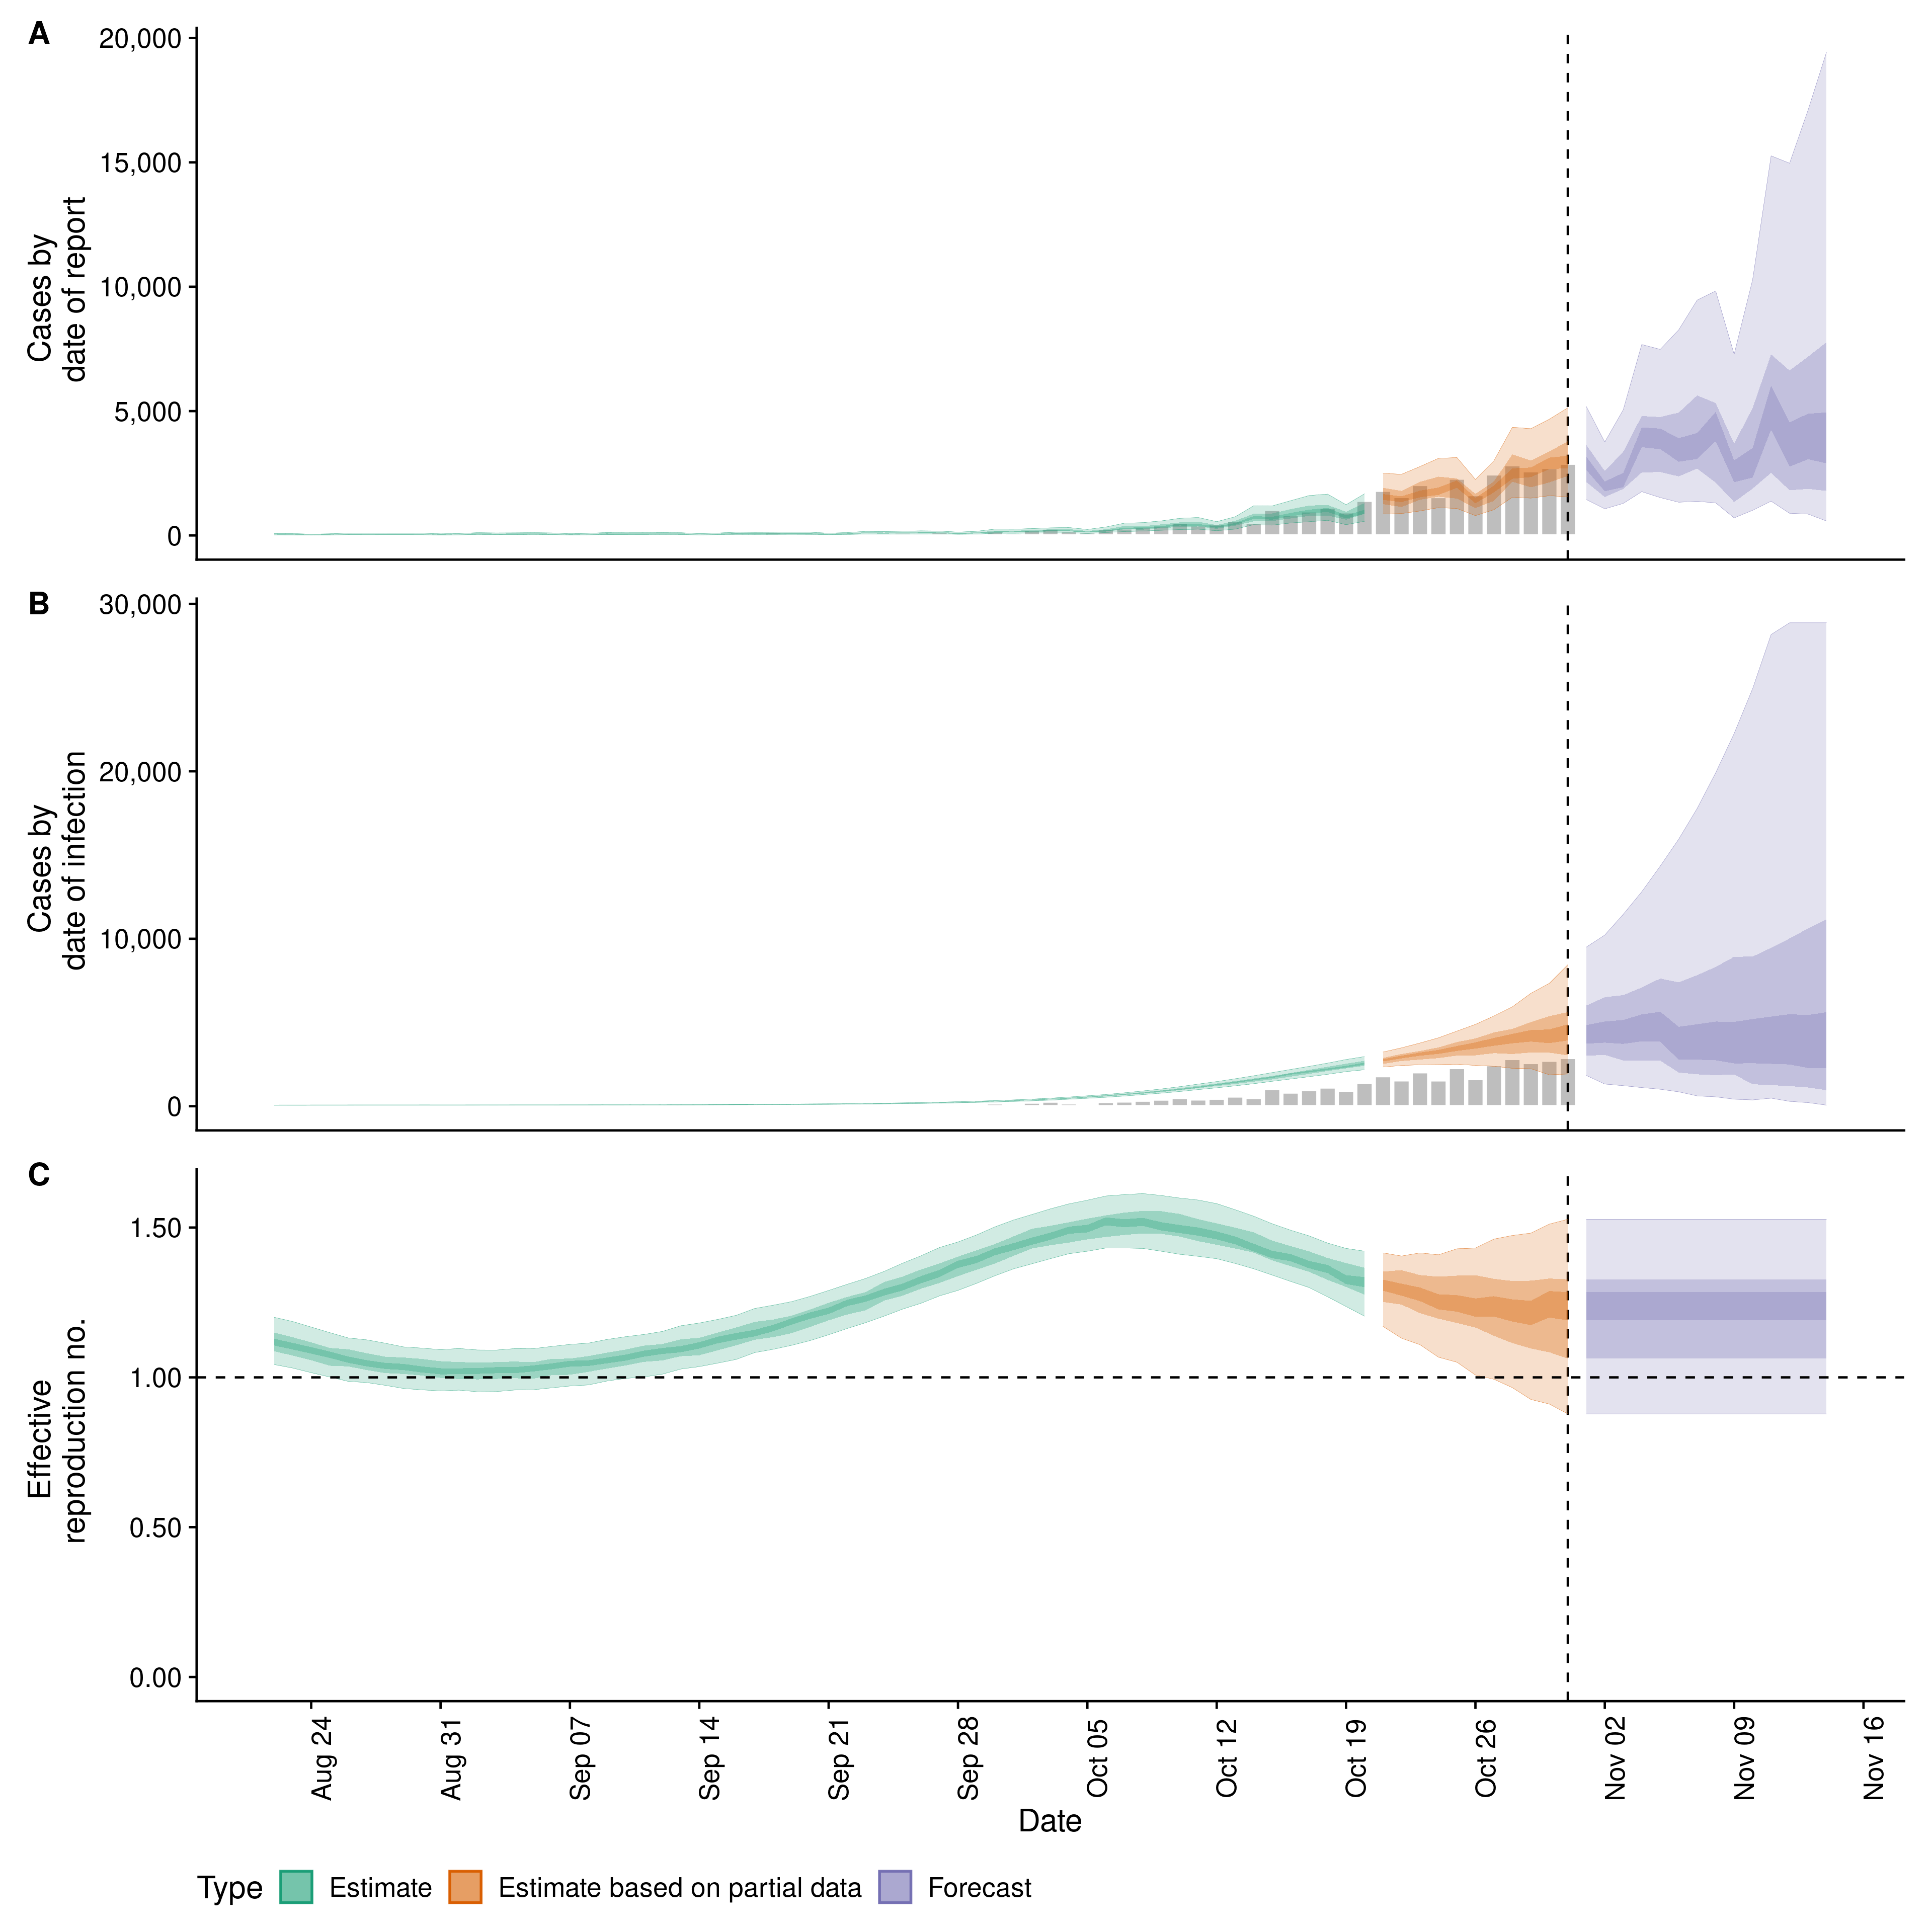 A
20,000
15,000
10,000
5,000
0
Cases by
date of report
B
30,000
20,000
10,000
0
Cases by
date of infection
C
1.50
1.00
0.50
0.00
Effective
reproduction no.
Aug 24
Aug 31
Sep 07
Sep 14
Sep 21
Sep 28
Oct 05
Oct 12
Oct 19
Oct 26
Nov 02
Nov 09
Nov 16
Date
Type Estimate Estimate based on partial data Forecast